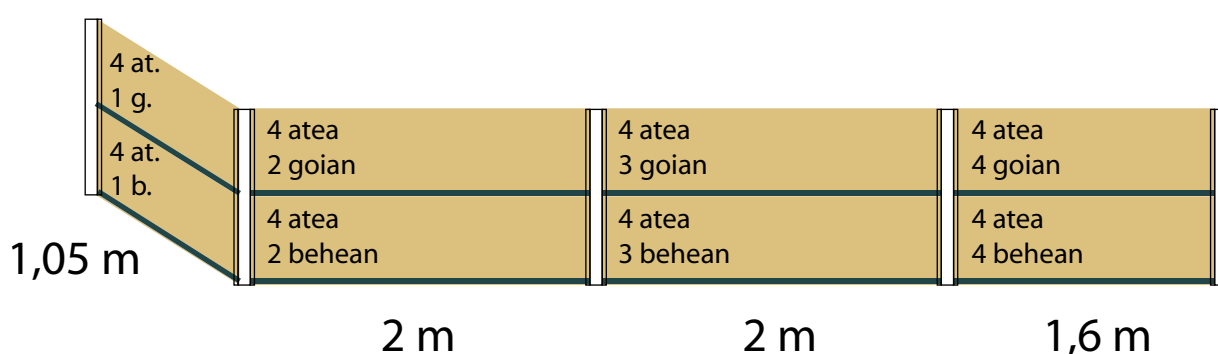 4 at.
1 g.
4 at.
1 b.
4 atea
2 goian
4 atea
2 behean
4 atea
3 goian
4 atea
3 behean
4 atea
4 goian
4 atea
4 behean
1,05 m
2 m
2 m
1,6 m